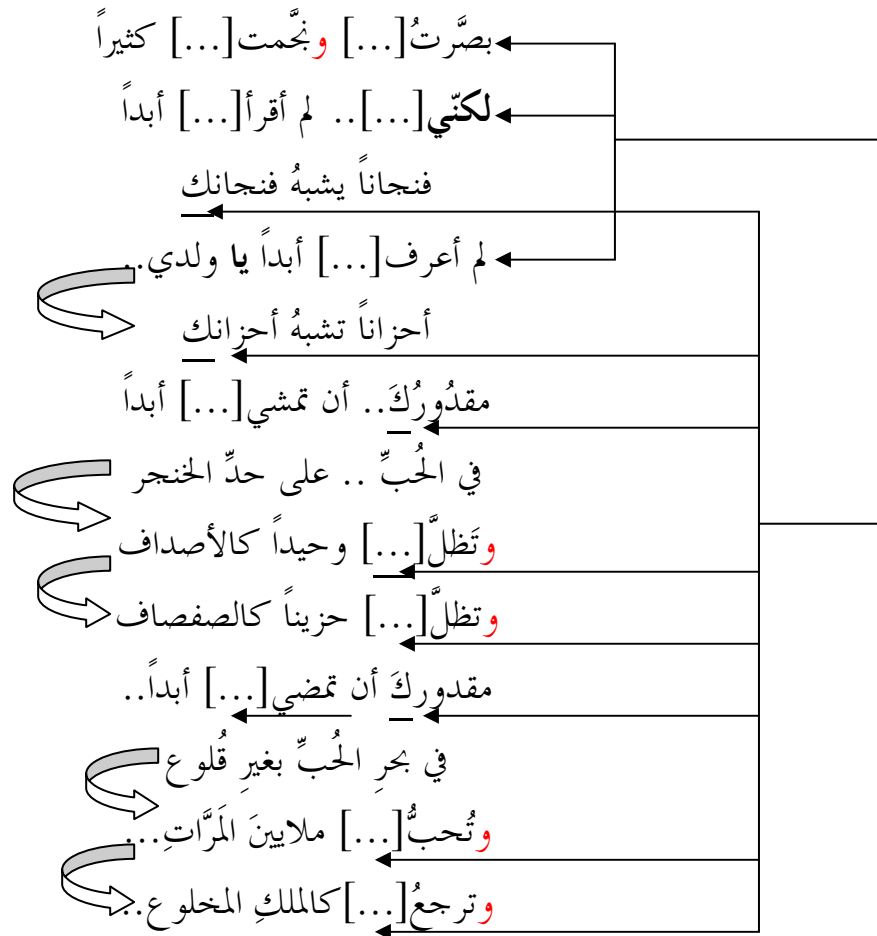 بصَّرتُ[...] ونجَّمت[...] كثيراً
لكنّي[...].. لم أقرأ[...] أبداً
فنجاناً يشبهُ فنجانك
لم أعرف[...] أبداً يا ولدي..
أحزاناً تشبهُ أحزانك
مقدُورُكَ.. أن تمشي[...] أبداً
في الحُبِّ .. على حدِّ الخنجر
وتَظلَّ[...] وحيداً كالأصداف
وتظلَّ[...] حزيناً كالصفصاف
مقدوركَ أن تمضي[...] أبداً..
في بحرِ الحُبِّ بغيرِ قُلوع
وتُحبُّ[...] ملايينَ المَرَّاتِ...
وترجعُ[...]كالملكِ المخلوع..